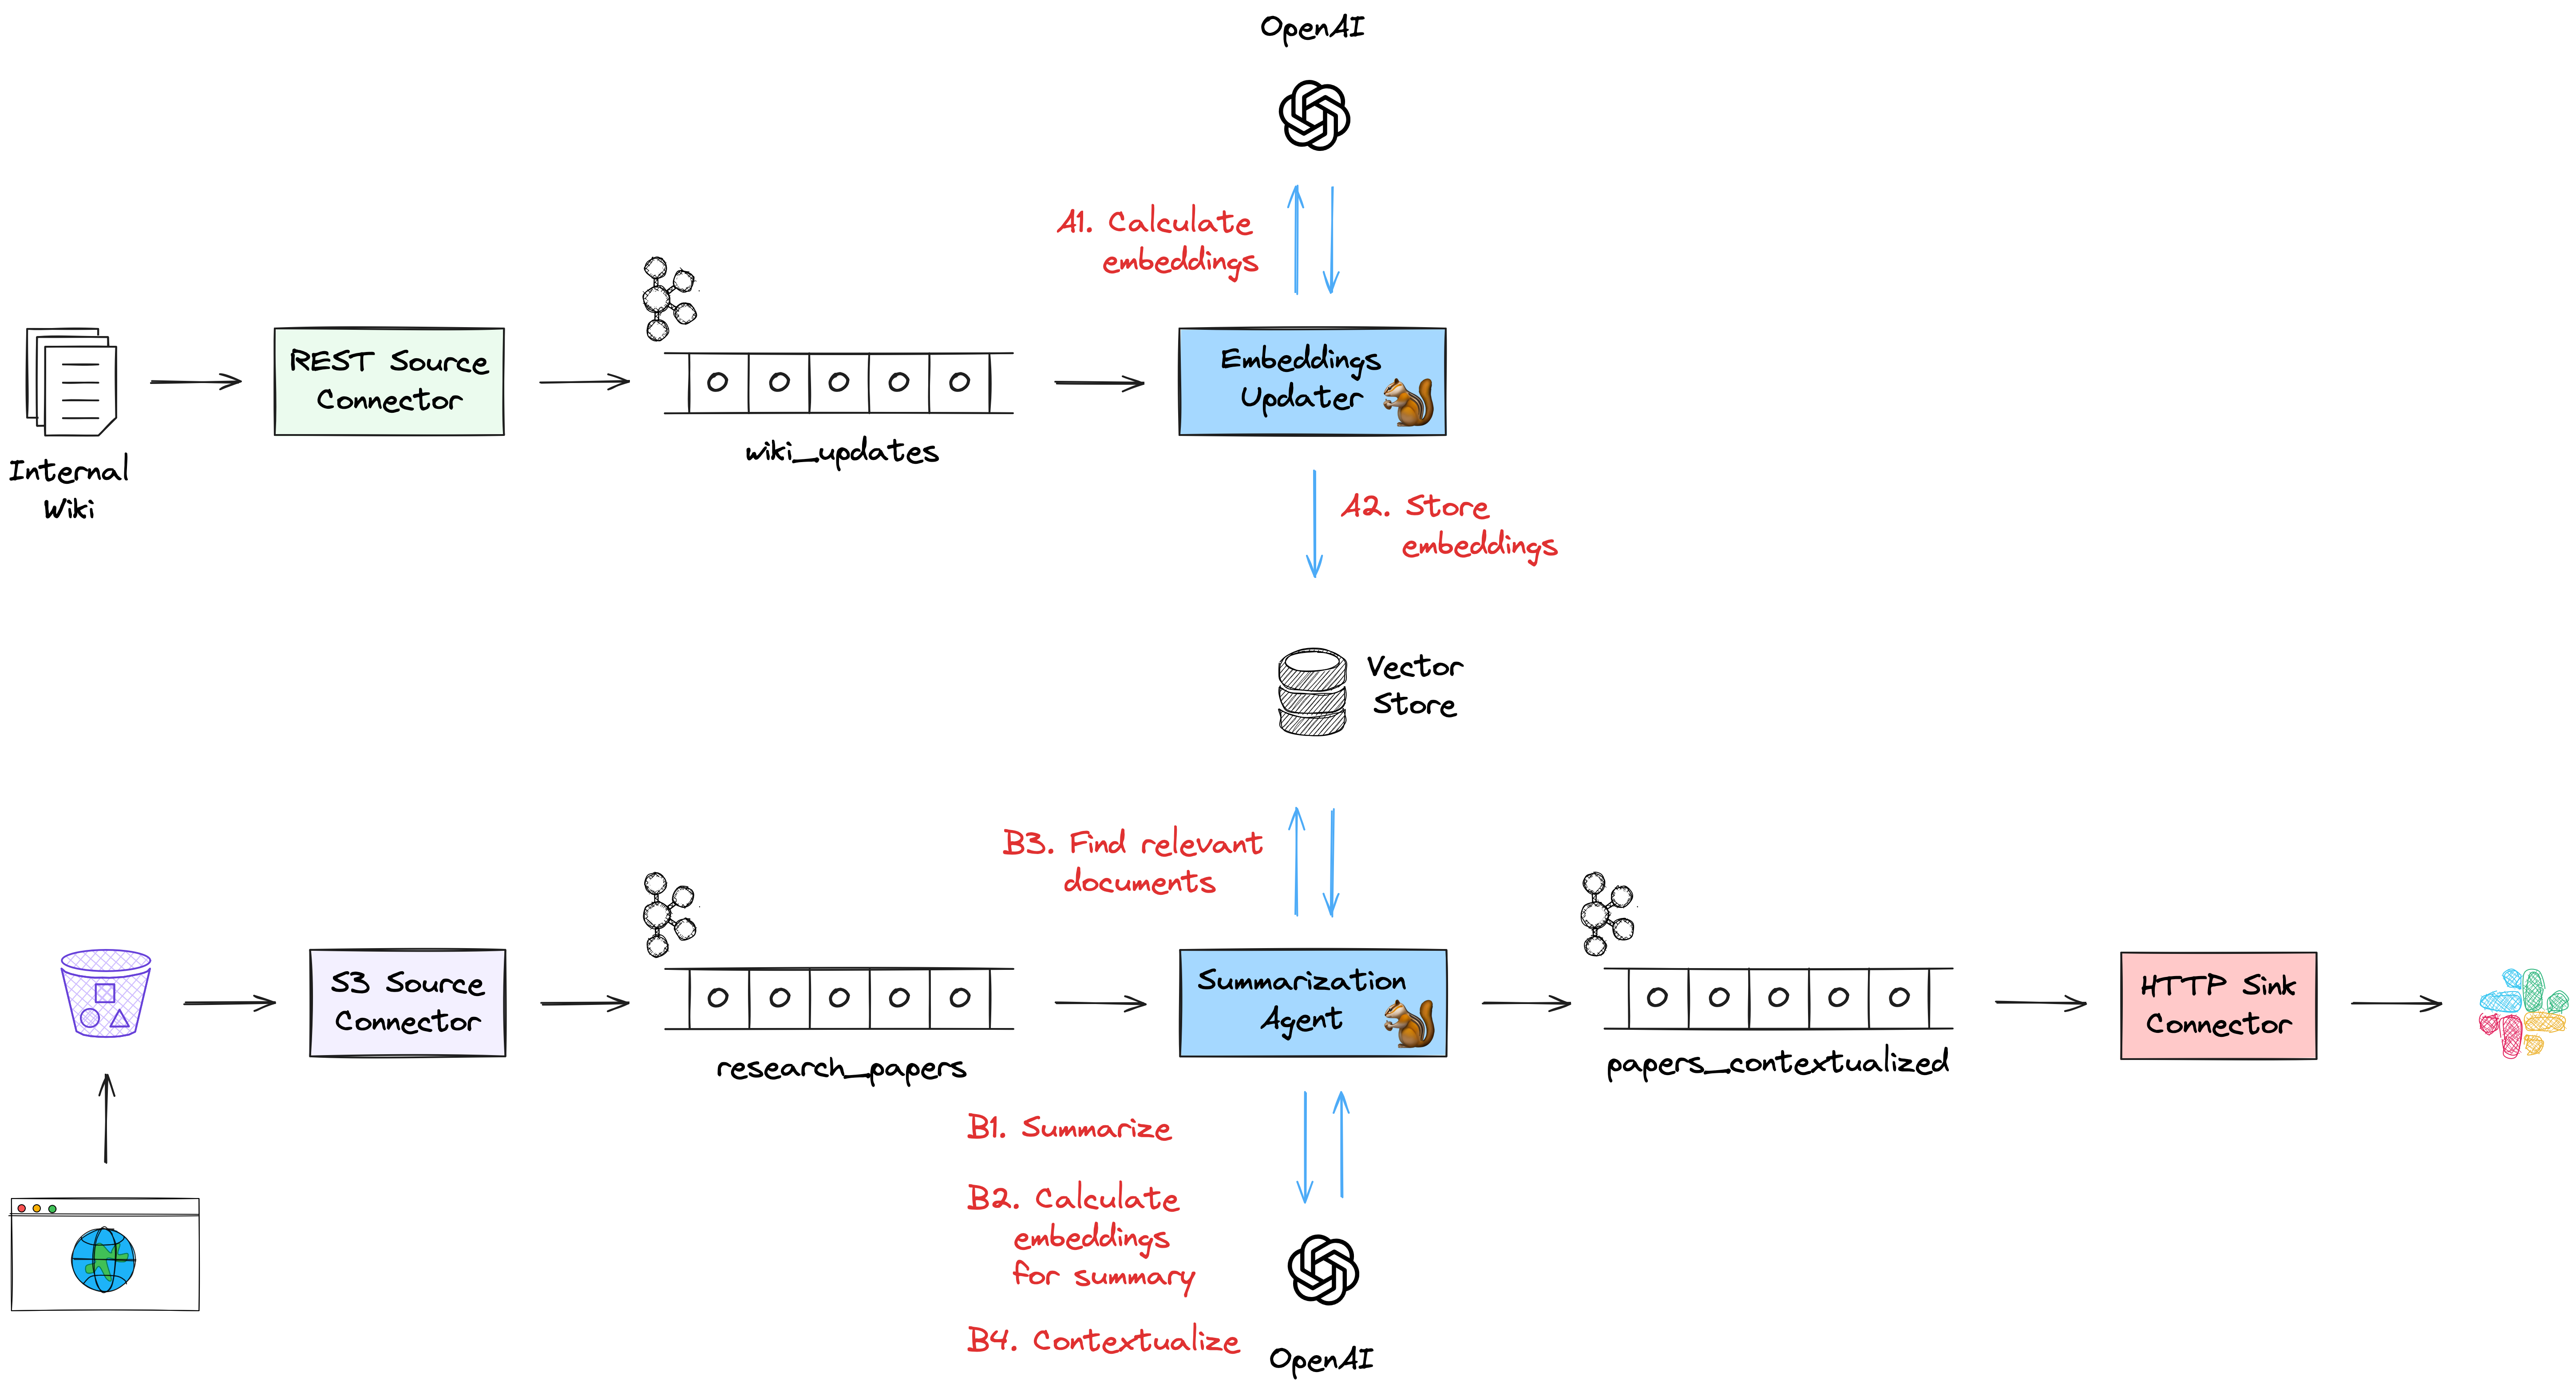 OpenAI
A1. Calculate
embeddings
REST Source
Connector
Embeddings
Updater
wiki_updates
Internal
Wiki
A2. Store
embeddings
Vector
Store
B3. Find relevant
documents
S3 Source
Connector
Summarization
Agent
HTTP Sink
Connector
research_papers
papers_contextualized
B1. Summarize
B2. Calculate
embeddings
for summary
B4. Contextualize
OpenAI